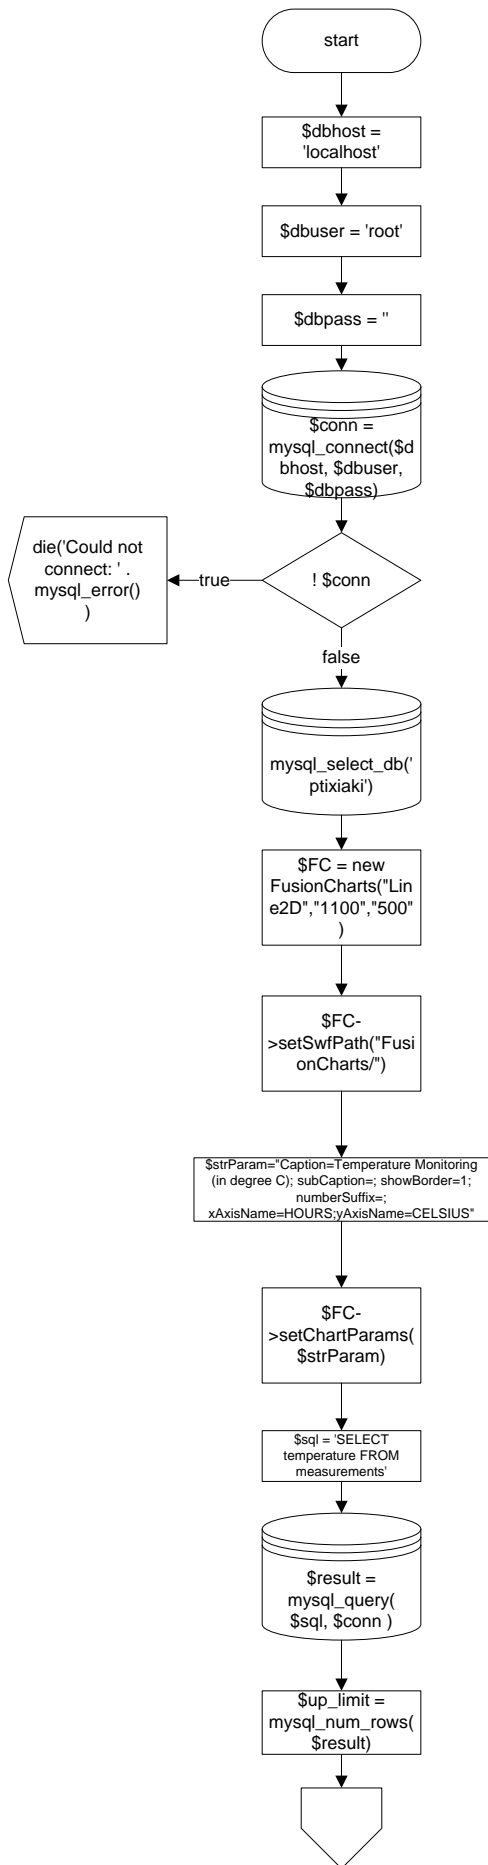 start
$dbhost =
'localhost'
$dbuser = 'root'
$dbpass = ''
$conn =
mysql_connect($d
bhost, $dbuser,
$dbpass)
die('Could not
connect: ' .
mysql_error()
)
true
! $conn
false
mysql_select_db('
ptixiaki')
$FC = new
FusionCharts("Lin
e2D","1100","500"
)
$FC-
>setSwfPath("Fusi
onCharts/")
$strParam="Caption=Temperature Monitoring
(in degree C); subCaption=; showBorder=1;
numberSuffix=;
xAxisName=HOURS;yAxisName=CELSIUS"
$FC-
>setChartParams(
$strParam)
$sql = 'SELECT
temperature FROM
measurements'
$result =
mysql_query(
$sql, $conn )
$up_limit =
mysql_num_rows(
$result)